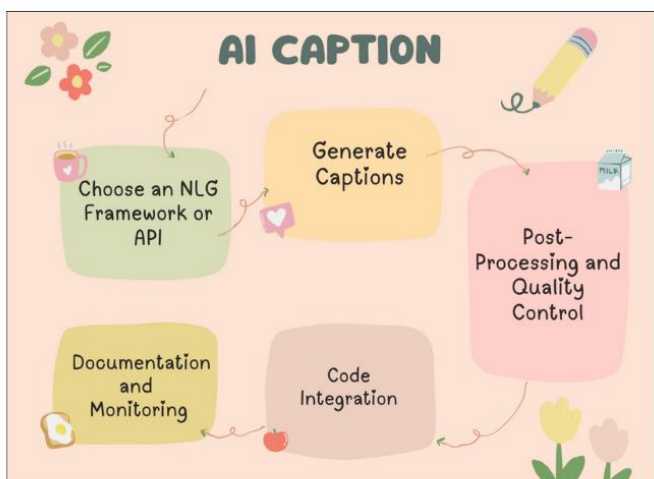 AI CAPTION
Choose an NLG
Framework or
API
Generate
Captions
Post-
Processing and
Quality
Control
Code
Integration
Documentation
and
Monitoring
MILK